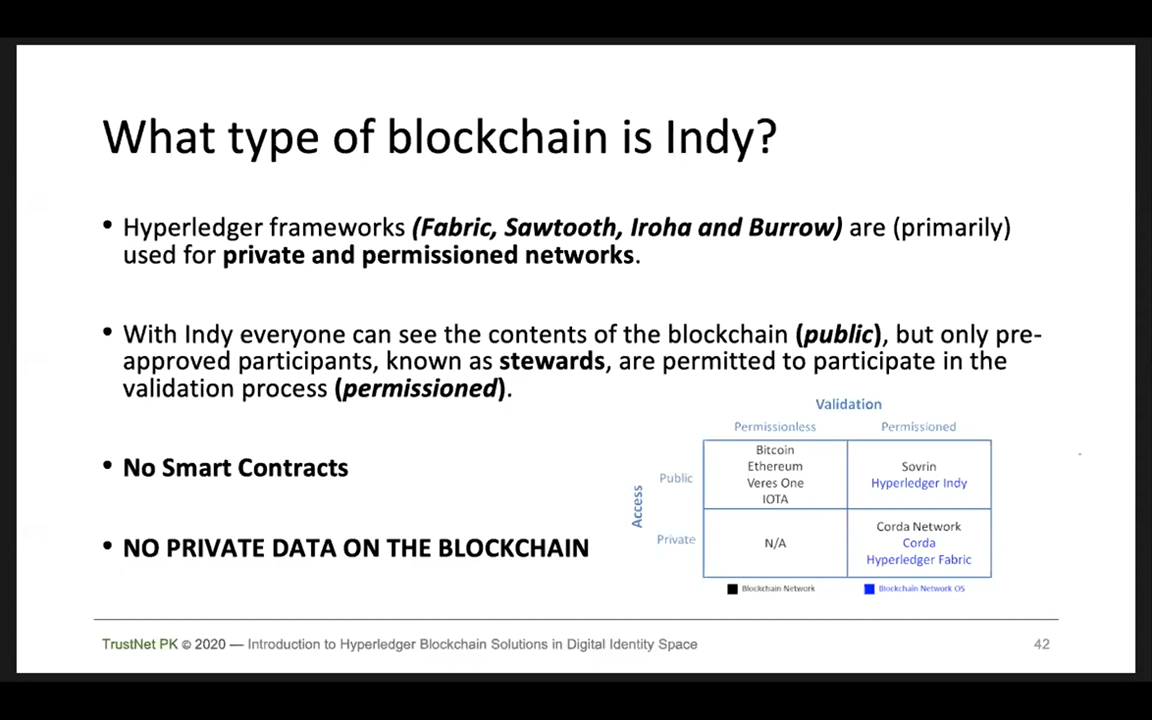 What type of blockchain is Indy?
• Hyperledger frameworks (Fabric, Sawtooth, Iroha and Burrow) are (primarily)
used for private and permissioned networks.
• With Indy everyone can see the contents of the blockchain (public), but only pre-
approved participants, known as stewards, are permitted to participate in the
validation process (permissioned).
• No Smart Contracts
• NO PRIVATE DATA ON THE BLOCKCHAIN
Validation
Permissionless Permissioned
Access
Public
Bitcoin
Ethereum
Veres One
IOTA
Sovrin
Hyperledger Indy
Private
N/A
Corda Network
Corda
Hyperledger Fabric
Blockchain Network Blockchain Network OS
TrustNet PK © 2020 — Introduction to Hyperledger Blockchain Solutions in Digital Identity Space 42